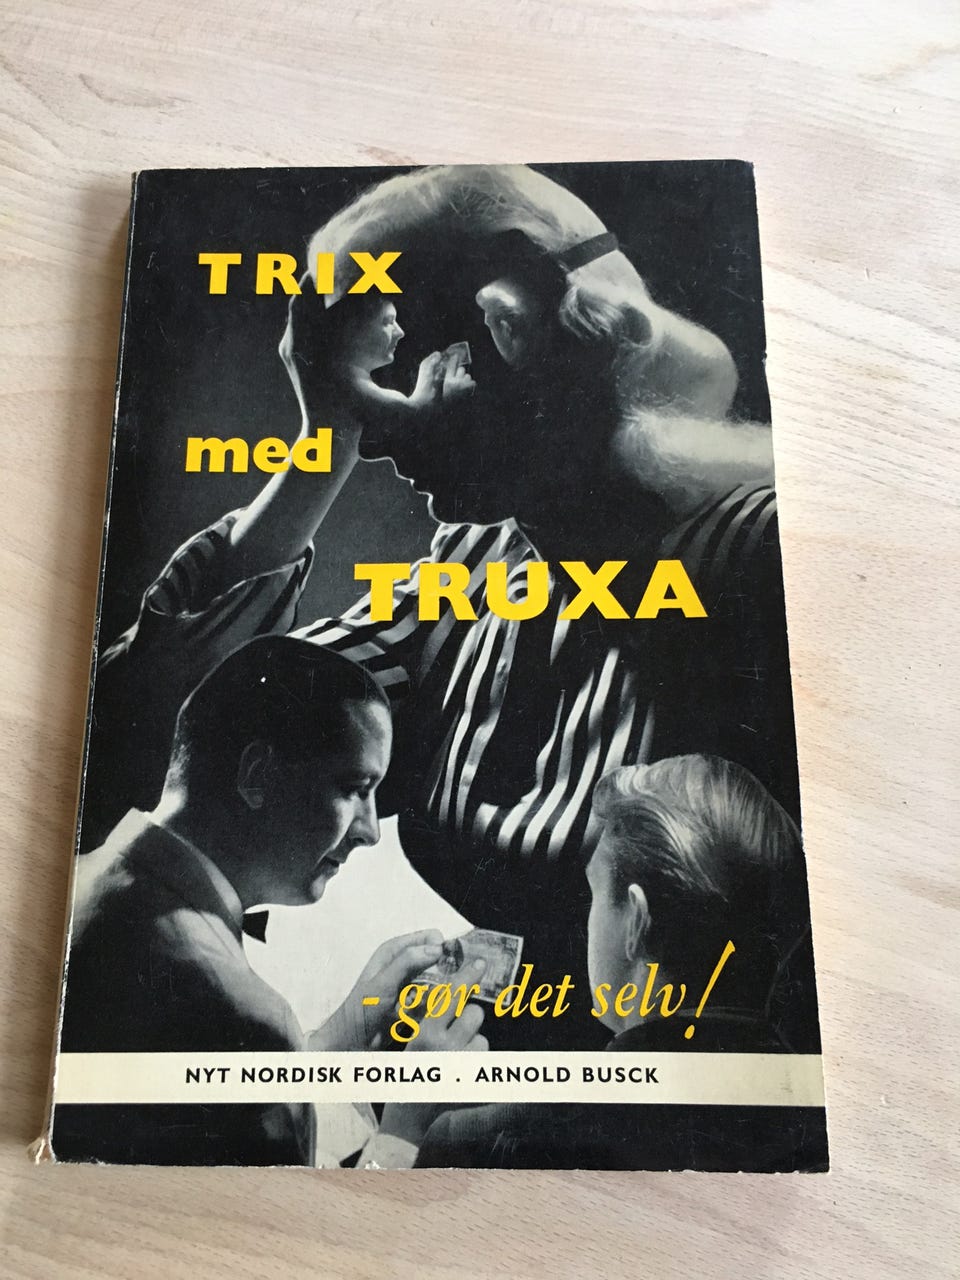 TRIX
med
TRUXA
- gør det selv!
NYT NORDISK FORLAG . ARNOLD BUSCK